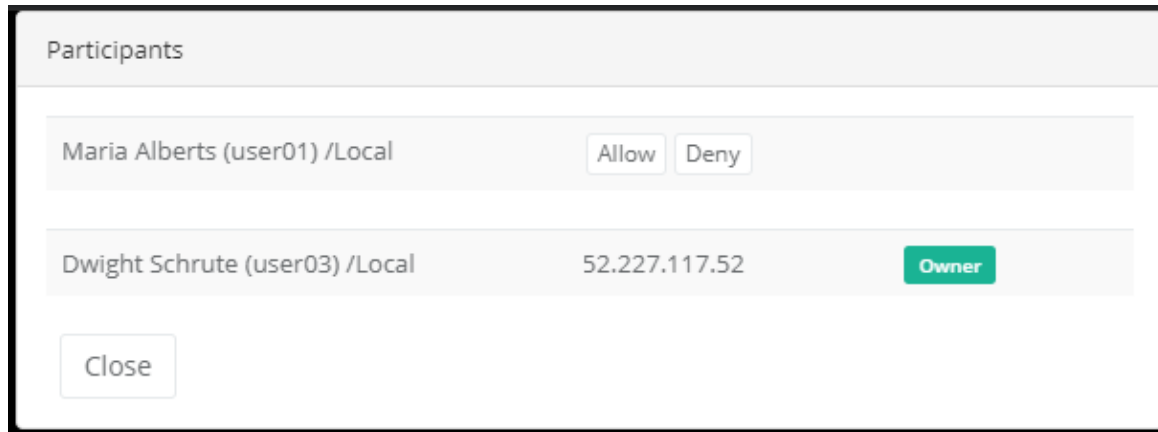 Participants
Maria Alberts (user01) /Local Allow Deny
Dwight Schrute (user03) /Local 52.227.117.52 Owner
Close